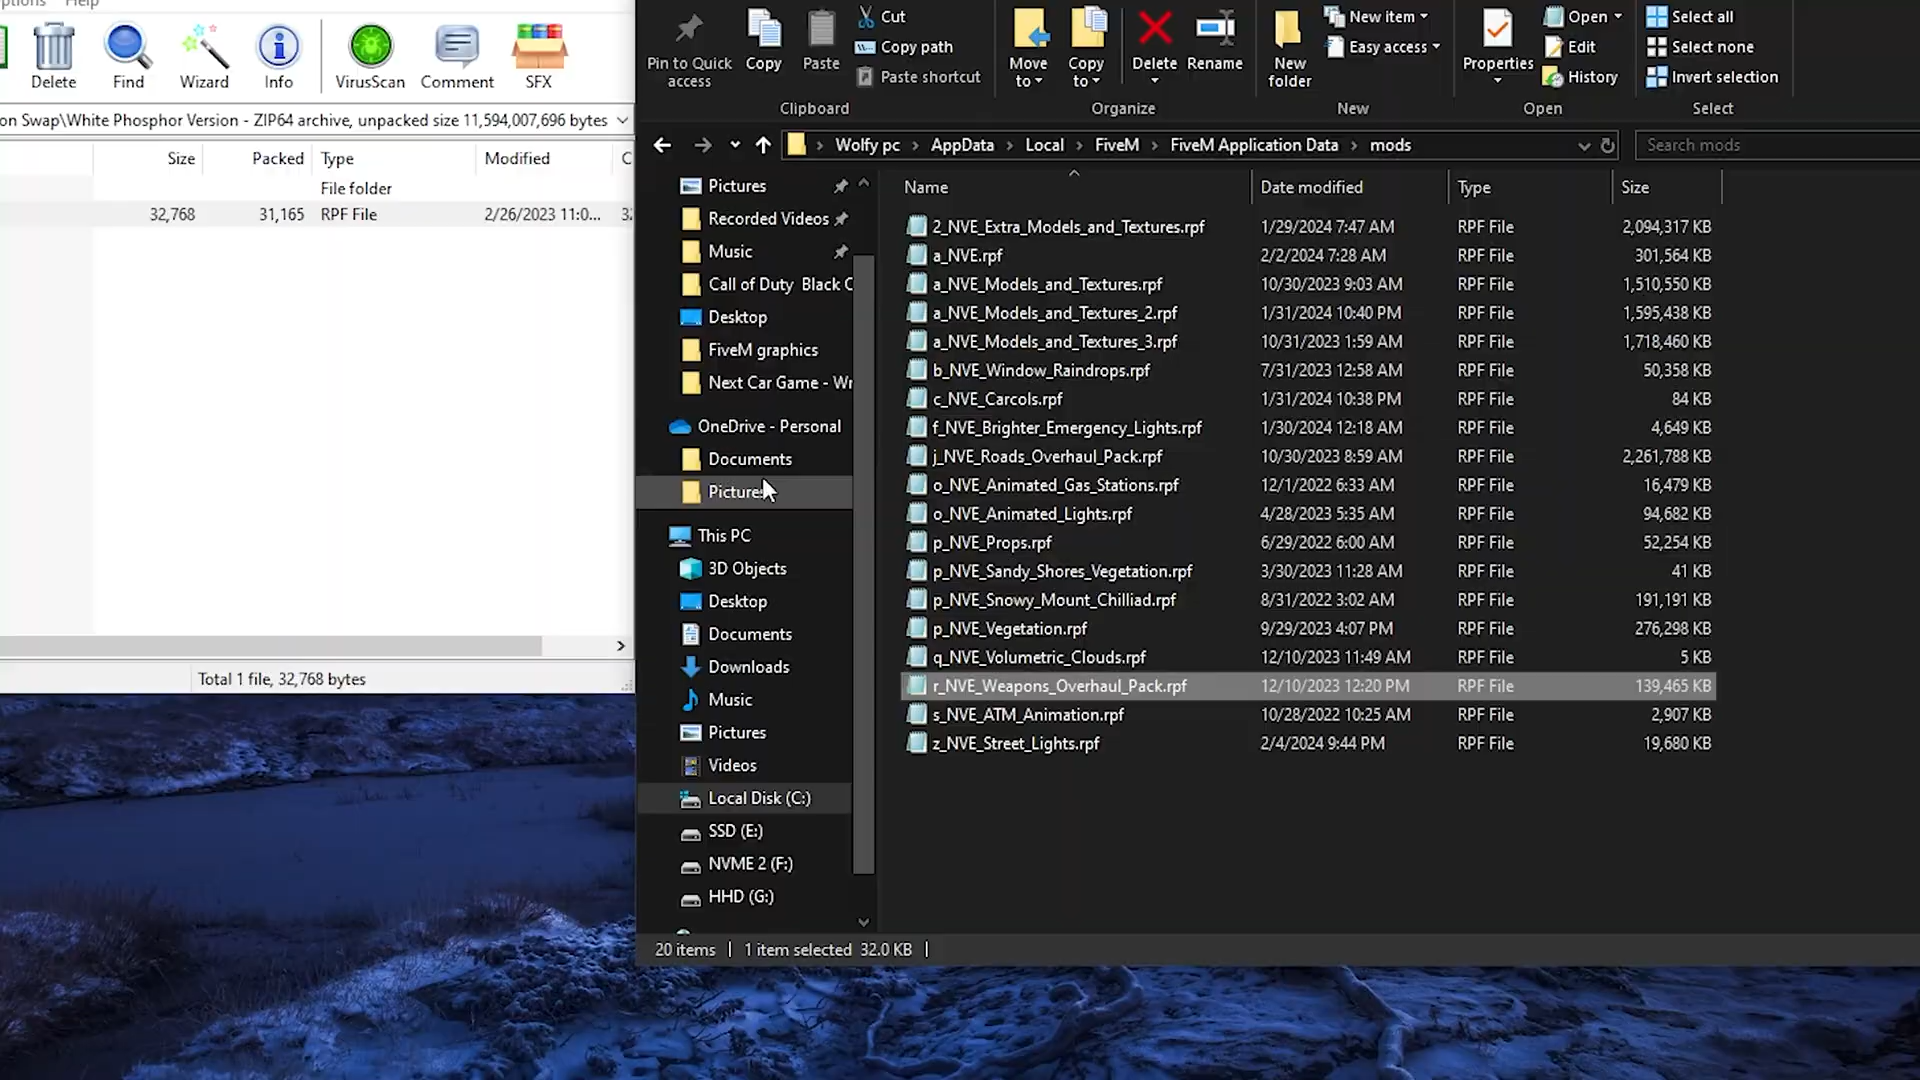 ptions Help
Delete Find Wizard Info VirusScan Comment SFX
on Swap\White Phosphor Version - ZIP64 archive, unpacked size 11,594,007,696 bytes
Size Packed Type Modified C
File folder
32,768 31,165 RPF File 2/26/2023 11:0... 32
Total 1 file, 32,768 bytes
Pin to Quick access
Copy
Paste
Cut
Copy path
Paste shortcut
Clipboard
Move to
Copy to
Delete
Rename
Organize
New folder
New item
Easy access
New
Properties
Open
Edit
History
Open
Select all
Select none
Invert selection
Select
Wolfy pc AppData Local FiveM FiveM Application Data mods
Search mods
Pictures
Recorded Videos
Music
Call of Duty Black C
Desktop
FiveM graphics
Next Car Game - Wr
OneDrive - Personal
Documents
Pictures
This PC
3D Objects
Desktop
Documents
Downloads
Music
Pictures
Videos
Local Disk (C:)
SSD (E:)
NVME 2 (F:)
HHD (G:)
Name Date modified Type Size
2_NVE_Extra_Models_and_Textures.rpf 1/29/2024 7:47 AM RPF File 2,094,317 KB
a_NVE.rpf 2/2/2024 7:28 AM RPF File 301,564 KB
a_NVE_Models_and_Textures.rpf 10/30/2023 9:03 AM RPF File 1,510,550 KB
a_NVE_Models_and_Textures_2.rpf 1/31/2024 10:40 PM RPF File 1,595,438 KB
a_NVE_Models_and_Textures_3.rpf 10/31/2023 1:59 AM RPF File 1,718,460 KB
b_NVE_Window_Raindrops.rpf 7/31/2023 12:58 AM RPF File 50,358 KB
c_NVE_Carcols.rpf 1/31/2024 10:38 PM RPF File 84 KB
f_NVE_Brighter_Emergency_Lights.rpf 1/30/2024 12:18 AM RPF File 4,649 KB
j_NVE_Roads_Overhaul_Pack.rpf 10/30/2023 8:59 AM RPF File 2,261,788 KB
o_NVE_Animated_Gas_Stations.rpf 12/1/2022 6:33 AM RPF File 16,479 KB
o_NVE_Animated_Lights.rpf 4/28/2023 5:35 AM RPF File 94,682 KB
p_NVE_Props.rpf 6/29/2022 6:00 AM RPF File 52,254 KB
p_NVE_Sandy_Shores_Vegetation.rpf 3/30/2023 11:28 AM RPF File 41 KB
p_NVE_Snowy_Mount_Chilliad.rpf 8/31/2022 3:02 AM RPF File 191,191 KB
p_NVE_Vegetation.rpf 9/29/2023 4:07 PM RPF File 276,298 KB
q_NVE_Volumetric_Clouds.rpf 12/10/2023 11:49 AM RPF File 5 KB
r_NVE_Weapons_Overhaul_Pack.rpf 12/10/2023 12:20 PM RPF File 139,465 KB
s_NVE_ATM_Animation.rpf 10/28/2022 10:25 AM RPF File 2,907 KB
z_NVE_Street_Lights.rpf 2/4/2024 9:44 PM RPF File 19,680 KB
20 items 1 item selected 32.0 KB